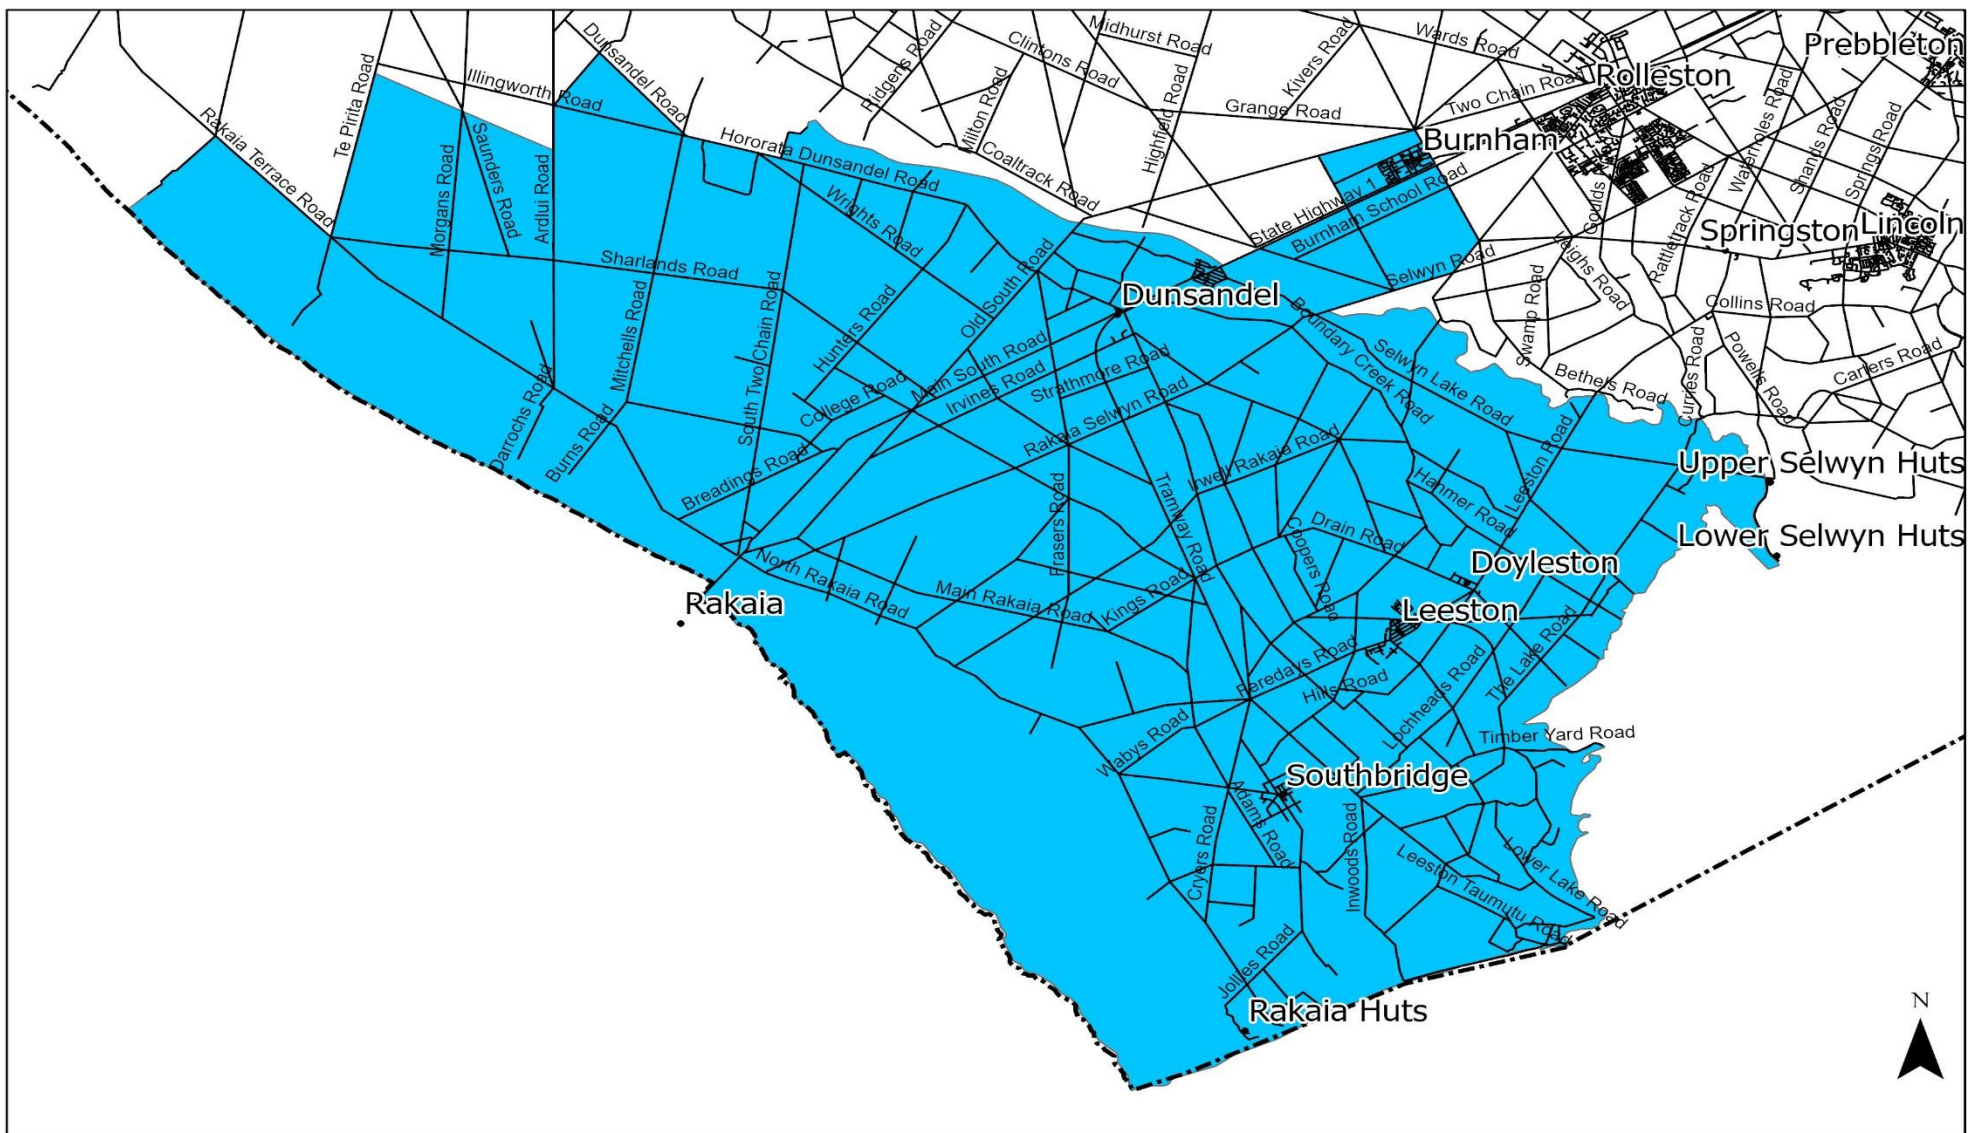 Prebbleton
Midhurst Road
Wards Road
Dunsandel Road
Ridgens Road
Clintons Road
Kivers Road
Rolleston
Te Pirita Road
Illingworth Road
Milton Road
Highfield Road
Grange Road
Two Chain Road
Waterholes Road
Shands Road
Springs Road
Rakaia Terrace Road
Saunders Road
Hororata Dunsandel Road
Coaltrack Road
Burnham
Morgans Road
Ardlui Road
Wrights Road
State Highway 1
Burnham School Road
Goulds
Rattletrack Road
Springston
Lincoln
Sharlands Road
Old South Road
Selwyn Road
Heighs Road
Dunsandel
Collins Road
Mitchells Road
South Two Chain Road
Hunters Road
Boundary Creek Road
Selwyn Lake Road
Swamp Road
Powells Road
Carters Road
Main South Road
Irvines Road
Strathmore Road
Bethels Road
Curries Road
College Road
Rakaia Selwyn Road
Darrochs Road
Burns Road
Breadings Road
Irwell Rakaia Road
Leeston Road
Upper Selwyn Huts
Hanmer Road
Frasers Road
Tramway Road
Drain Road
Coopers Road
Lower Selwyn Huts
Doyleston
North Rakaia Road
Main Rakaia Road
Kings Road
Rakaia
Leeston
The Lake Road
Feredays Road
Hills Road
Lochheads Road
Wabys Road
Timber Yard Road
Southbridge
Adams Road
Cryers Road
Inwoods Road
Leeston Taumutu Road
Lower Lake Road
Jollies Road
Rakaia Huts
N